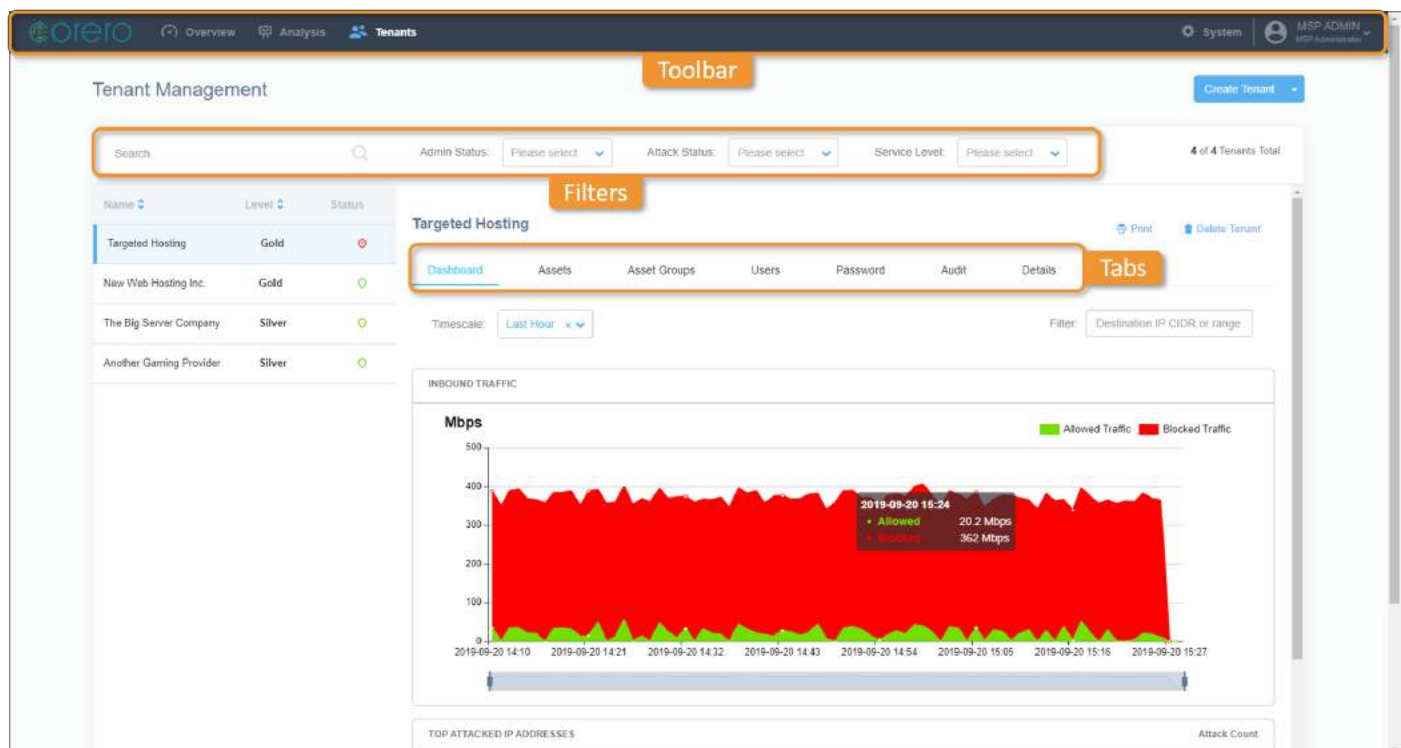 corero Overview Analysis Tenants System MSP ADMIN
MSP Administrator
Toolbar
Tenant Management Create Tenant
Search Admin Status: Please select Attack Status: Please select Service Level: Please select 4 of 4 Tenants Total
Filters
Name Level Status
Targeted Hosting Print Delete Tenant
Targeted Hosting Gold
Dashboard Assets Asset Groups Users Password Audit Details Tabs
New Web Hosting Inc. Gold
The Big Server Company Silver
Timescale: Last Hour x Filter: Destination IP CIDR or range
Another Gaming Provider Silver
INBOUND TRAFFIC
Mbps
Allowed Traffic Blocked Traffic
500
400
2019-09-20 15:24
Allowed 20.2 Mbps
300
Blocked 362 Mbps
200
100
0
2019-09-20 14:10 2019-09-20 14:21 2019-09-20 14:32 2019-09-20 14:43 2019-09-20 14:54 2019-09-20 15:05 2019-09-20 15:16 2019-09-20 15:27
TOP ATTACKED IP ADDRESSES Attack Count